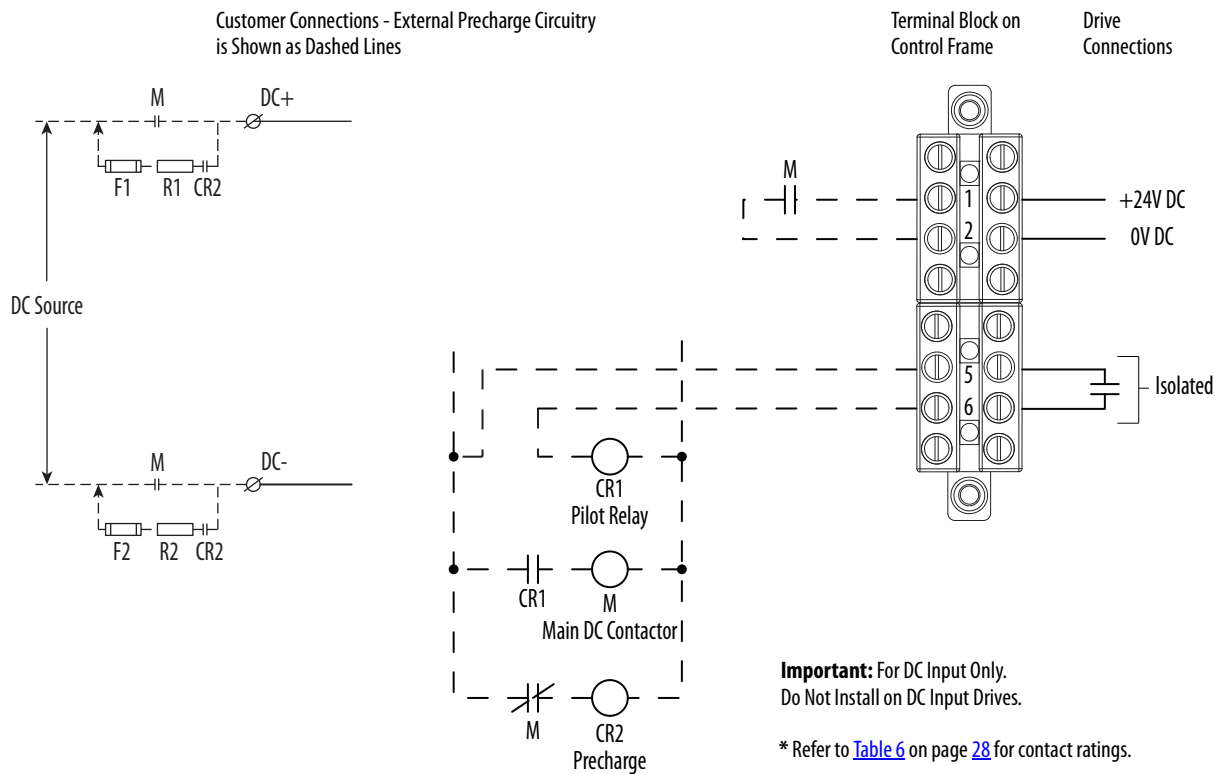 Customer Connections - External Precharge Circuitry
is Shown as Dashed Lines
Terminal Block on
Control Frame
Drive
Connections
M
DC+
F1
R1
CR2
DC Source
M
DC-
F2
R2
CR2
M
1
+24V DC
2
0V DC
5
Isolated
6
CR1
Pilot Relay
CR1
M
Main DC Contactor
M
CR2
Precharge
Important: For DC Input Only.
Do Not Install on DC Input Drives.
* Refer to Table 6 on page 28 for contact ratings.